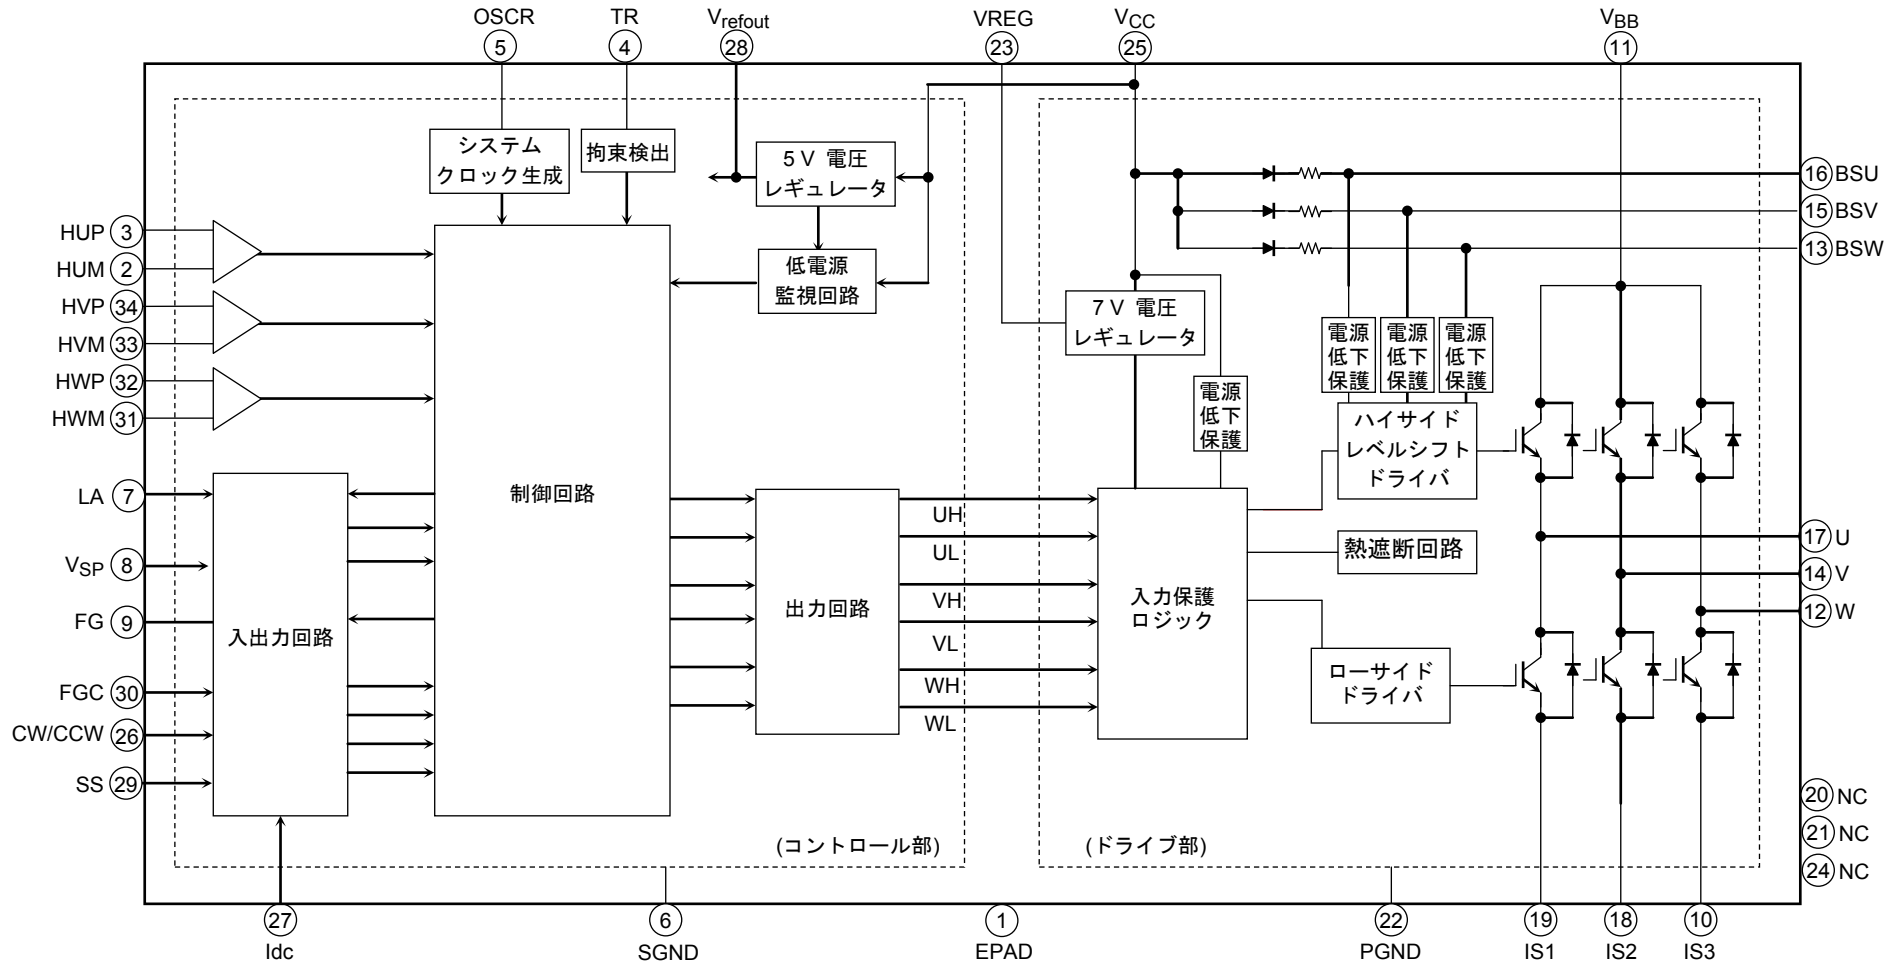 OSCR
5
TR
4
Vrefout
28
VREG
23
VCC
25
VBB
11
システム
クロック生成
拘束検出
5 V 電圧
レギュレータ
低電源
監視回路
7 V 電圧
レギュレータ
電源
低下
保護
電源
低下
保護
電源
低下
保護
電源
低下
保護
16 BSU
15 BSV
13 BSW
HUP 3
HUM 2
HVP 34
HVM 33
HWP 32
HWM 31
ハイサイド
レベルシフト
ドライバ
LA 7
VSP 8
FG 9
FGC 30
CW/CCW 26
SS 29
入出力回路
制御回路
出力回路
UH
UL
VH
VL
WH
WL
入力保護
ロジック
熱遮断回路
ローサイド
ドライバ
17 U
14 V
12 W
20 NC
21 NC
24 NC
(コントロール部)
(ドライブ部)
27
Idc
6
SGND
1
EPAD
22
PGND
19
IS1
18
IS2
10
IS3